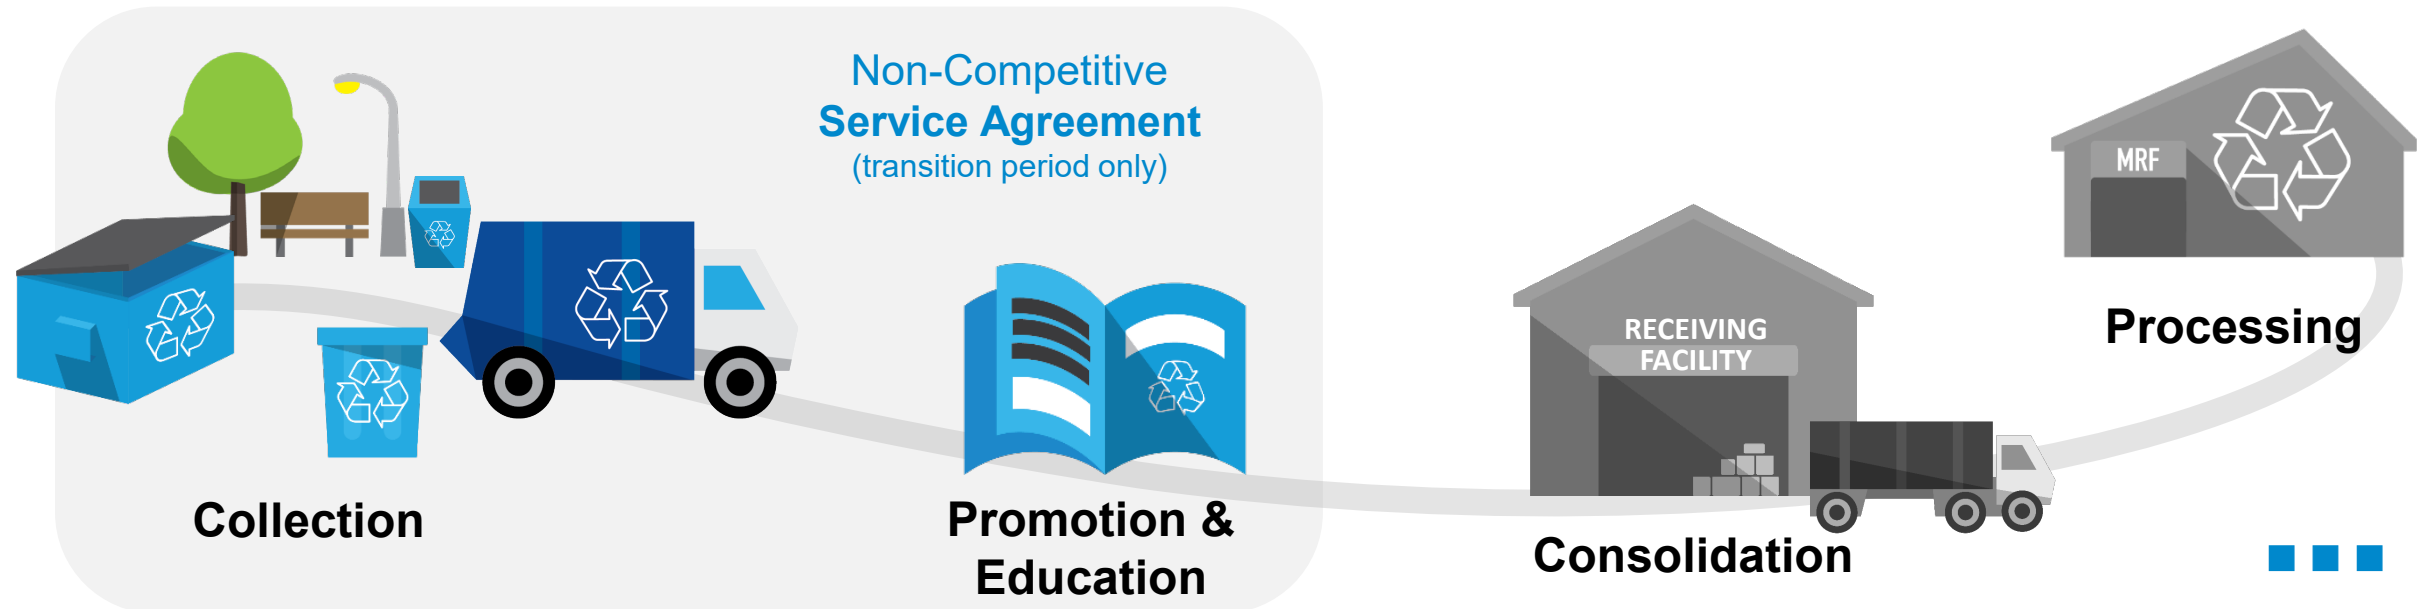 Non-Competitive
Service Agreement
(transition period only)
MRF
RECEIVING
FACILITY
Processing
Collection
Promotion &
Education
Consolidation